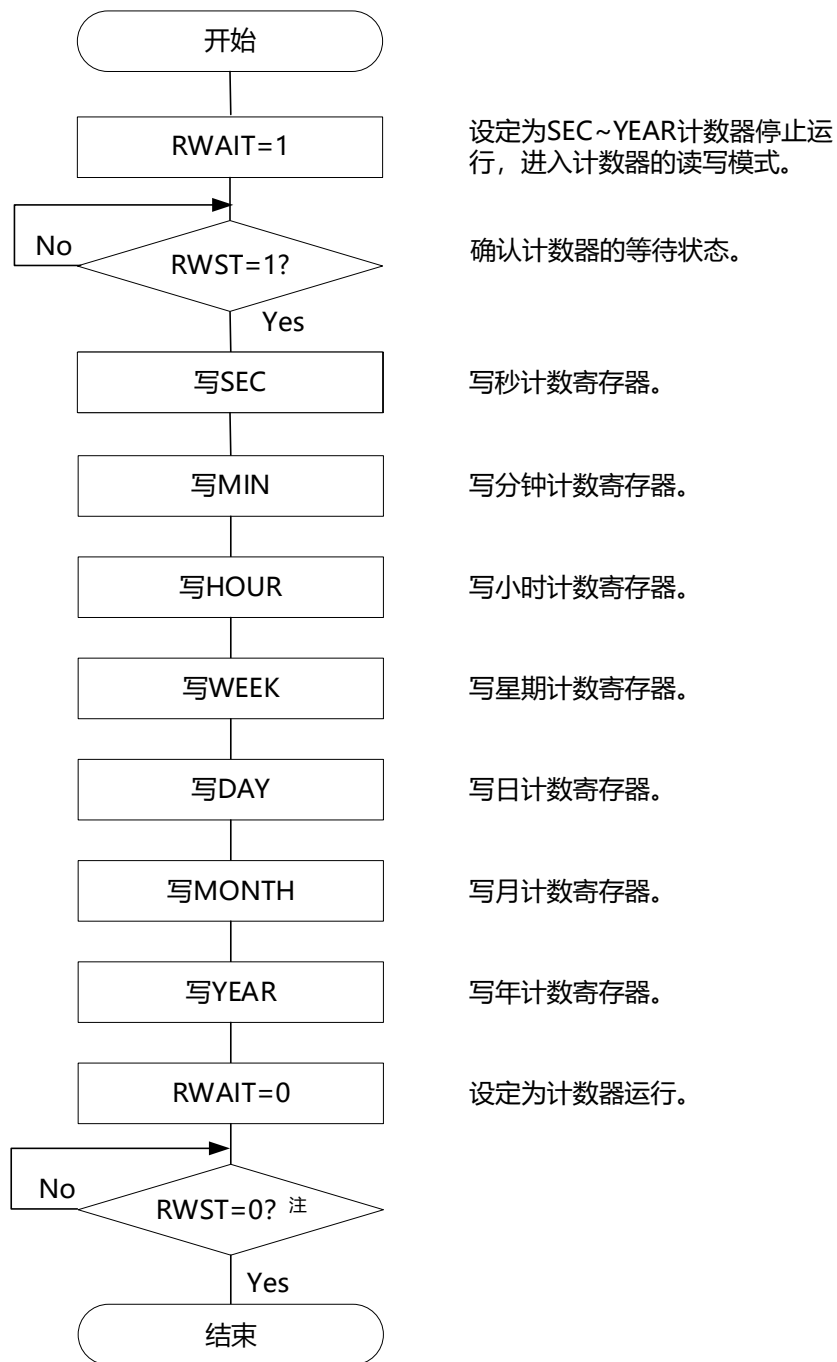 开始
RWAIT=1
设定为SEC~YEAR计数器停止运
行，进入计数器的读写模式。
No
RWST=1?
确认计数器的等待状态。
Yes
写SEC
写秒计数寄存器。
写MIN
写分钟计数寄存器。
写HOUR
写小时计数寄存器。
写WEEK
写星期计数寄存器。
写DAY
写日计数寄存器。
写MONTH
写月计数寄存器。
写YEAR
写年计数寄存器。
RWAIT=0
设定为计数器运行。
No
RWST=0? 注
Yes
结束